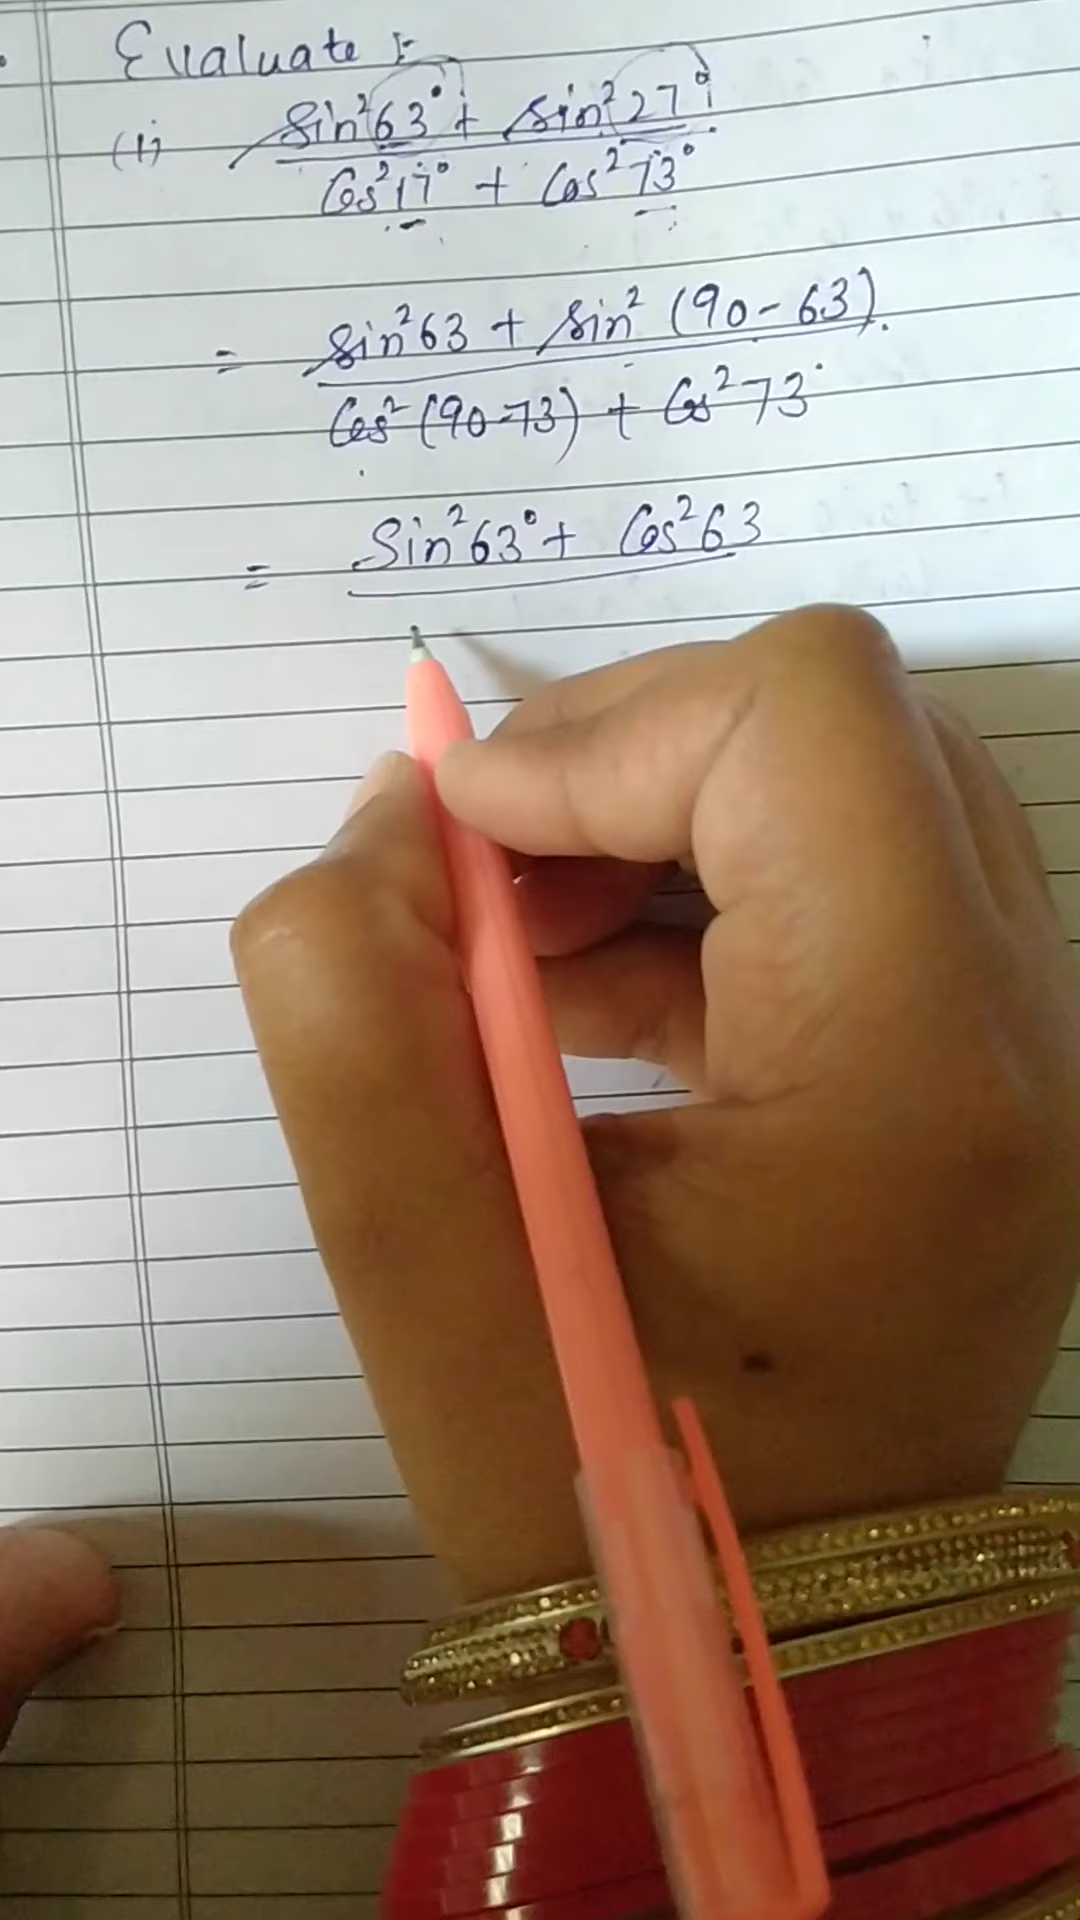 Evaluate :-
(i) Sin²63° + Sin²27°
Cos²17° + Cos²73°
= Sin²63 + Sin²(90-63).
Cos²(90-73) + Cos²73°
= Sin²63° + Cos²63